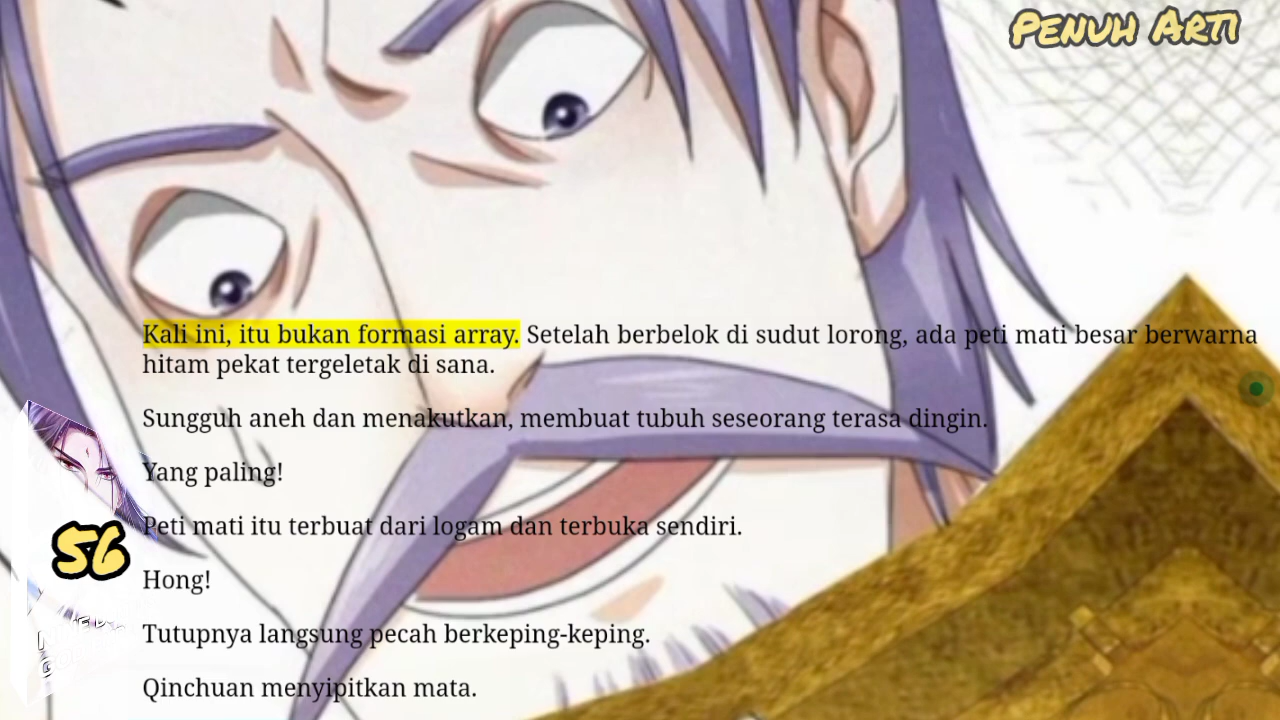 Penuh Arti
Kali ini, itu bukan formasi array. Setelah berbelok di sudut lorong, ada peti mati besar berwarna
hitam pekat tergeletak di sana.
Sungguh aneh dan menakutkan, membuat tubuh seseorang terasa dingin.
Yang paling!
Peti mati itu terbuat dari logam dan terbuka sendiri.
56
Hong!
Tutupnya langsung pecah berkeping-keping.
Qinchuan menyipitkan mata.